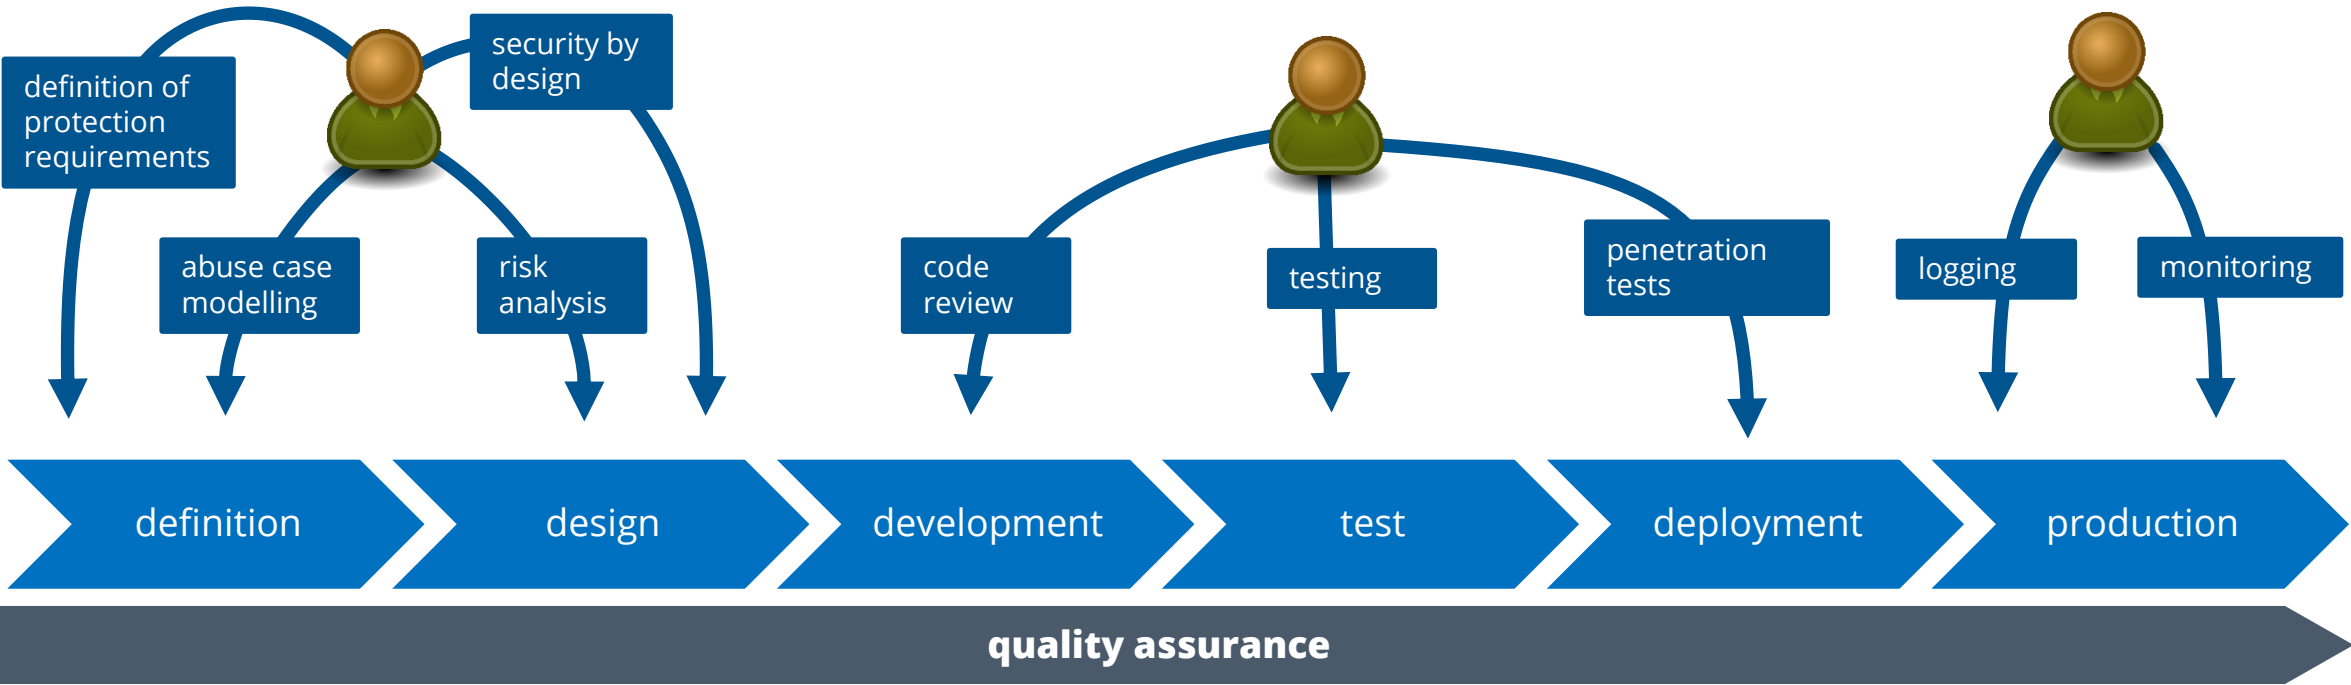 definition of
protection
requirements
security by
design
abuse case
modelling
risk
analysis
code
review
testing
penetration
tests
logging
monitoring
definition
design
development
test
deployment
production
quality assurance